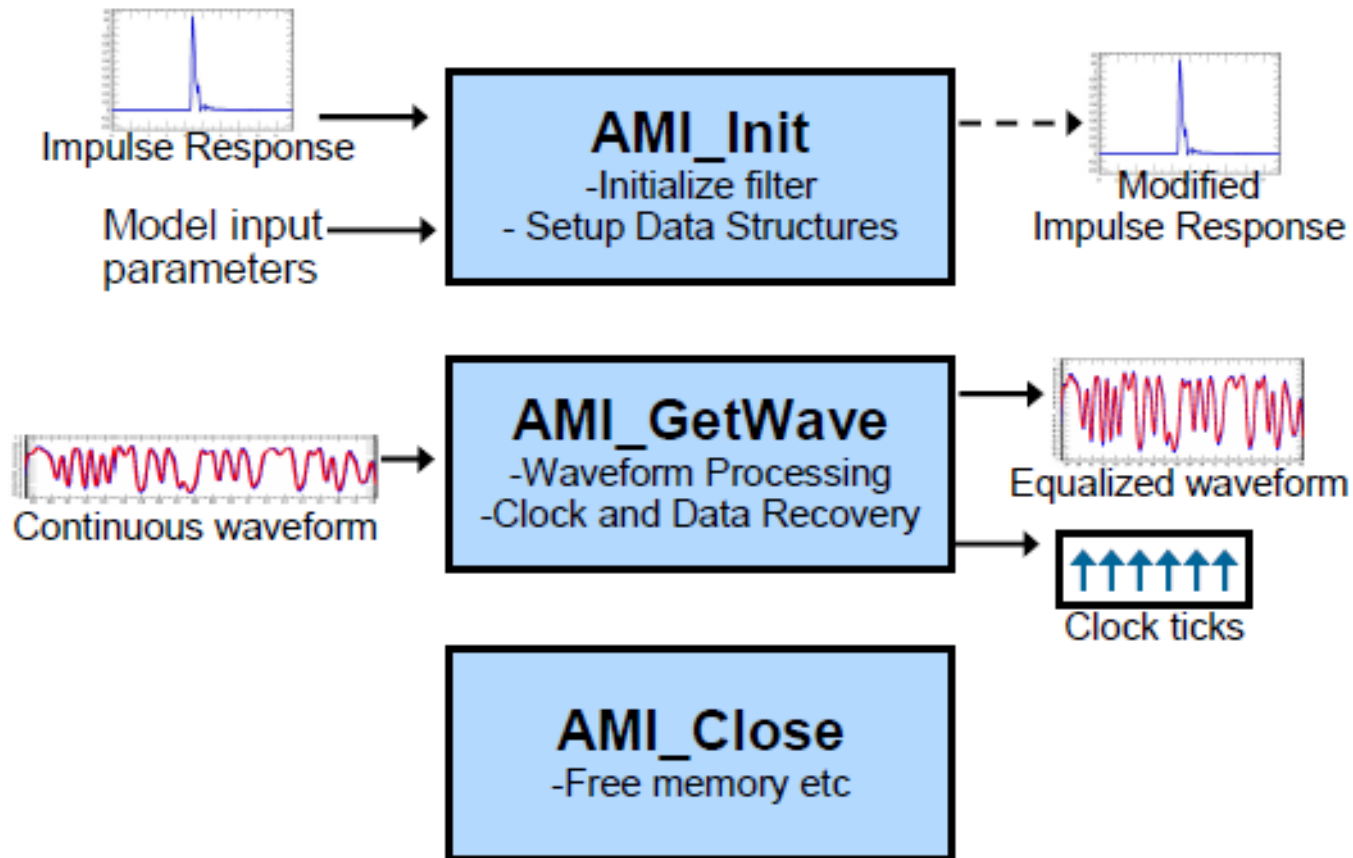 Impulse Response
Model input
parameters
AMI_Init
-Initialize filter
- Setup Data Structures
Modified
Impulse Response
Continuous waveform
AMI_GetWave
-Waveform Processing
-Clock and Data Recovery
Equalized waveform
Clock ticks
AMI_Close
-Free memory etc